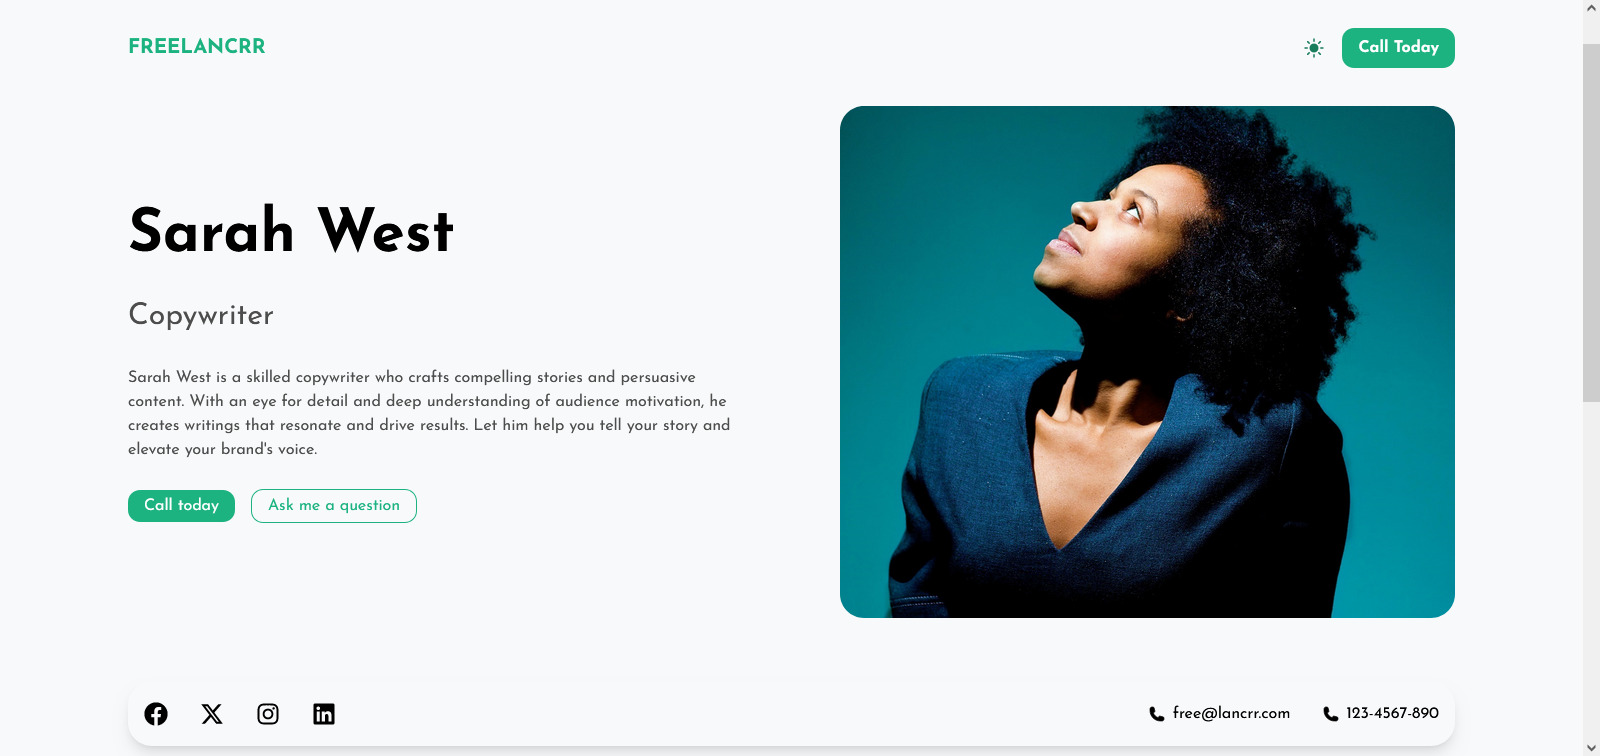 FREELANCRR
Call Today
Sarah West
Copywriter
Sarah West is a skilled copywriter who crafts compelling stories and persuasive
content. With an eye for detail and deep understanding of audience motivation, he
creates writings that resonate and drive results. Let him help you tell your story and
elevate your brand's voice.
Call today
Ask me a question
free@lancrr.com
123-4567-890